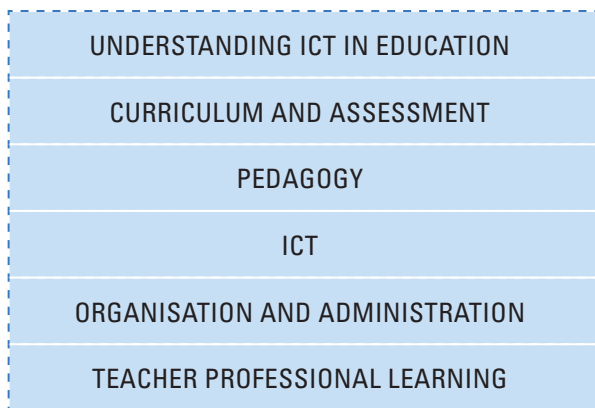 UNDERSTANDING ICT IN EDUCATION
CURRICULUM AND ASSESSMENT
PEDAGOGY
ICT
ORGANISATION AND ADMINISTRATION
TEACHER PROFESSIONAL LEARNING